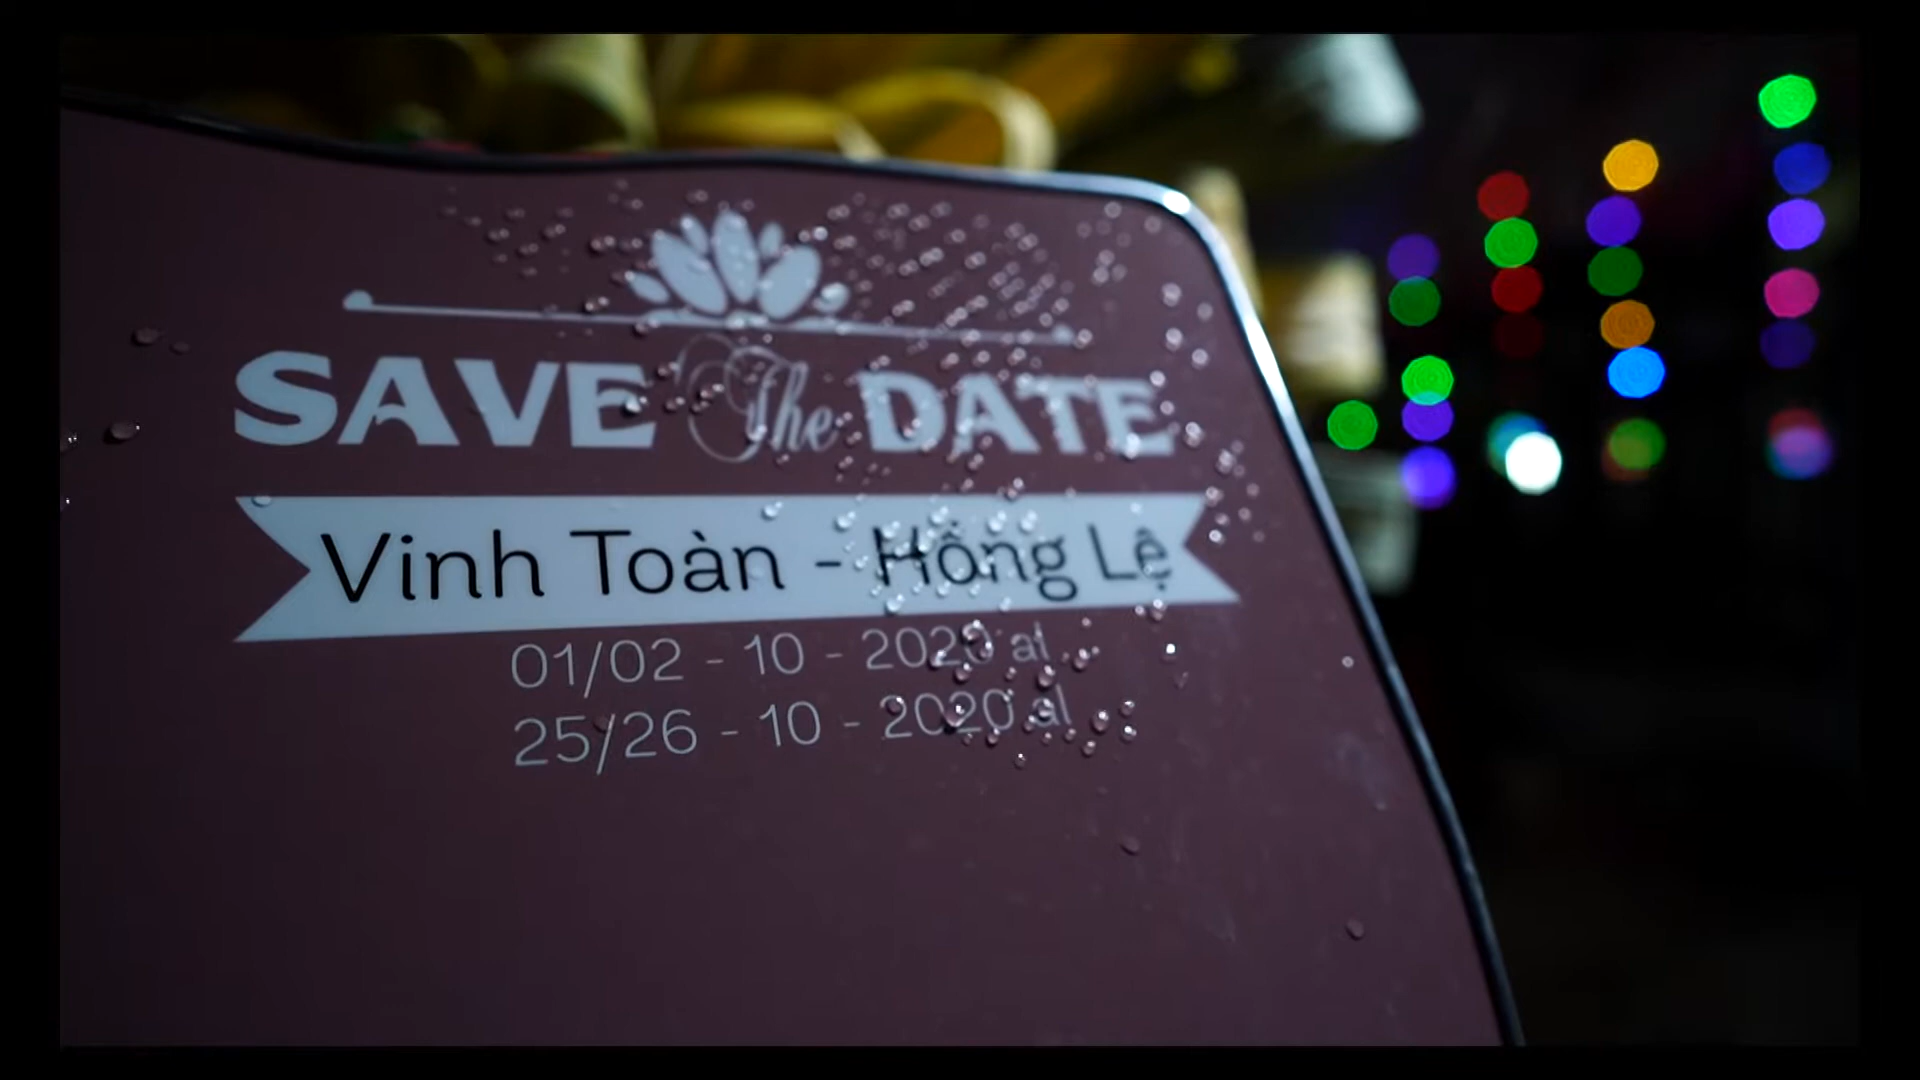 SAVE The DATE
Vinh Toàn - Hồng Lệ
01/02 - 10 - 2020 al
25/26 - 10 - 2020 al